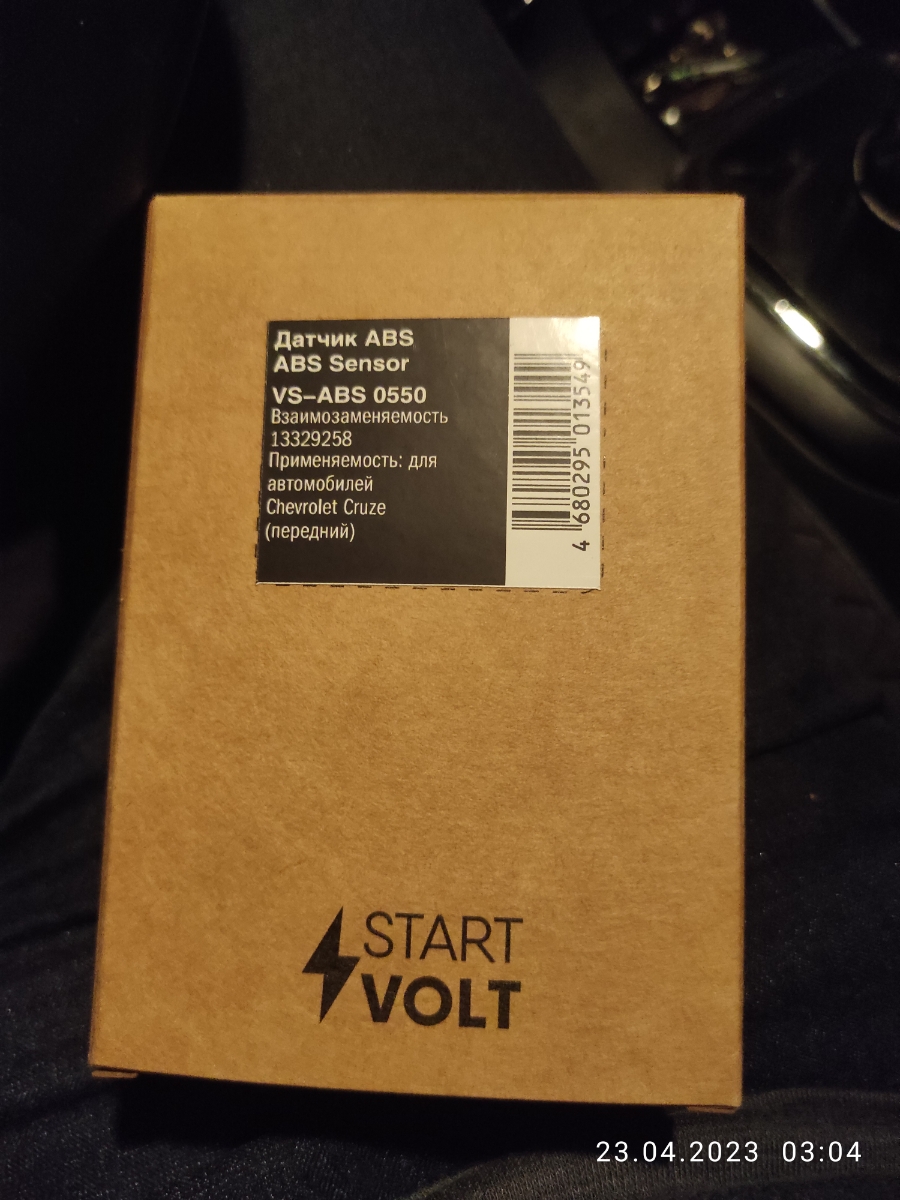 Датчик ABS
ABS Sensor
VS–ABS 0550
Взаимозаменяемость
13329258
Применяемость: для
автомобилей
Chevrolet Cruze
(передний)
4 680295 013549
START
VOLT
23.04.2023 03:04